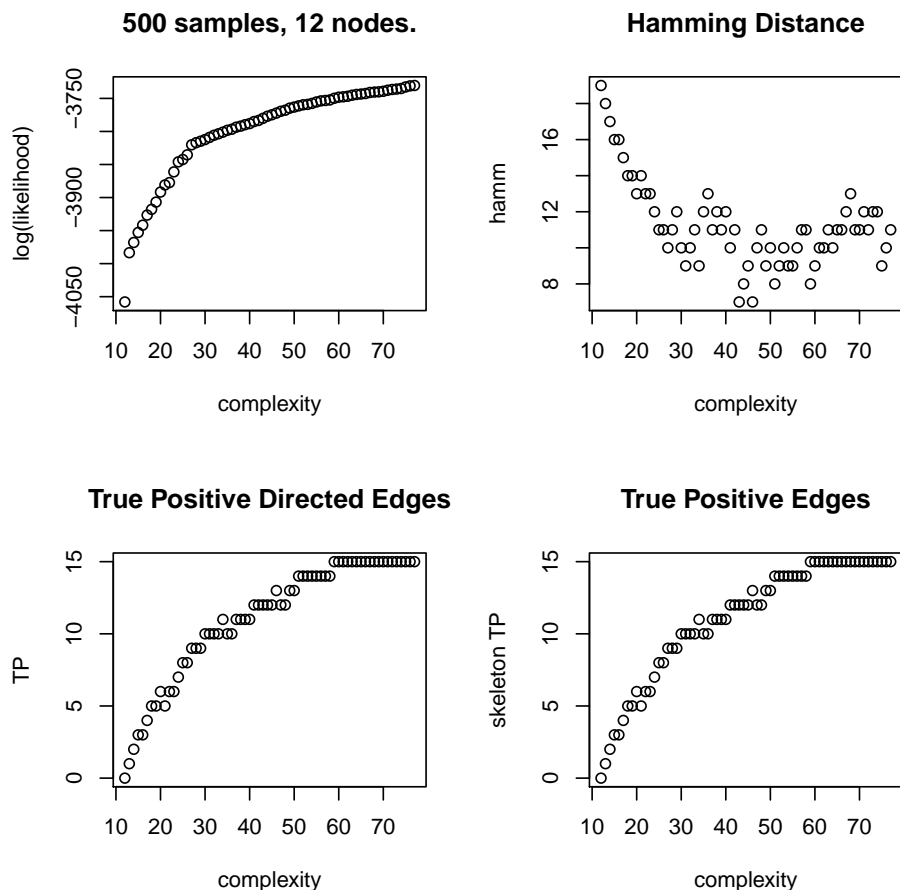 500 samples, 12 nodes.
log(likelihood)
−3750
−3900
−4050
10 20 30 40 50 60 70
complexity
Hamming Distance
hamm
16
12
8
10 20 30 40 50 60 70
complexity
True Positive Directed Edges
TP
15
10
5
0
10 20 30 40 50 60 70
complexity
True Positive Edges
skeleton TP
15
10
5
0
10 20 30 40 50 60 70
complexity